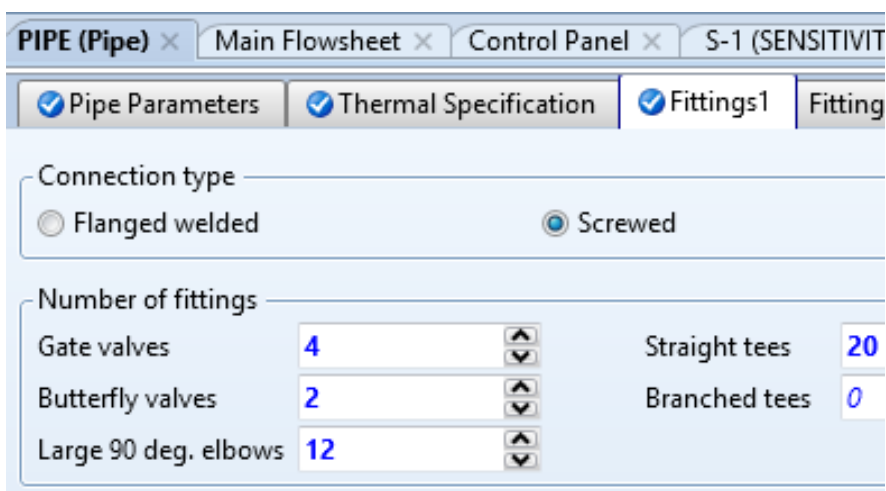 PIPE (Pipe) Main Flowsheet Control Panel S-1 (SENSITIVIT
Pipe Parameters Thermal Specification Fittings1 Fitting
Connection type
Flanged welded Screwed
Number of fittings
Gate valves 4 Straight tees 20
Butterfly valves 2 Branched tees 0
Large 90 deg. elbows 12